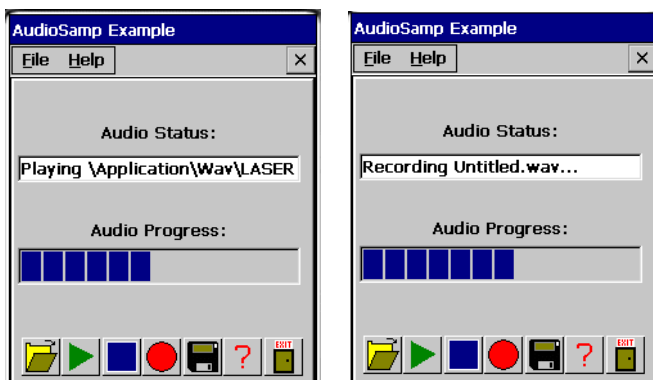 AudioSamp Example
File Help
Audio Status:
Playing \Application\Wav\LASER
Audio Progress:
?
EXIT
AudioSamp Example
File Help
Audio Status:
Recording Untitled.wav...
Audio Progress:
?
EXIT